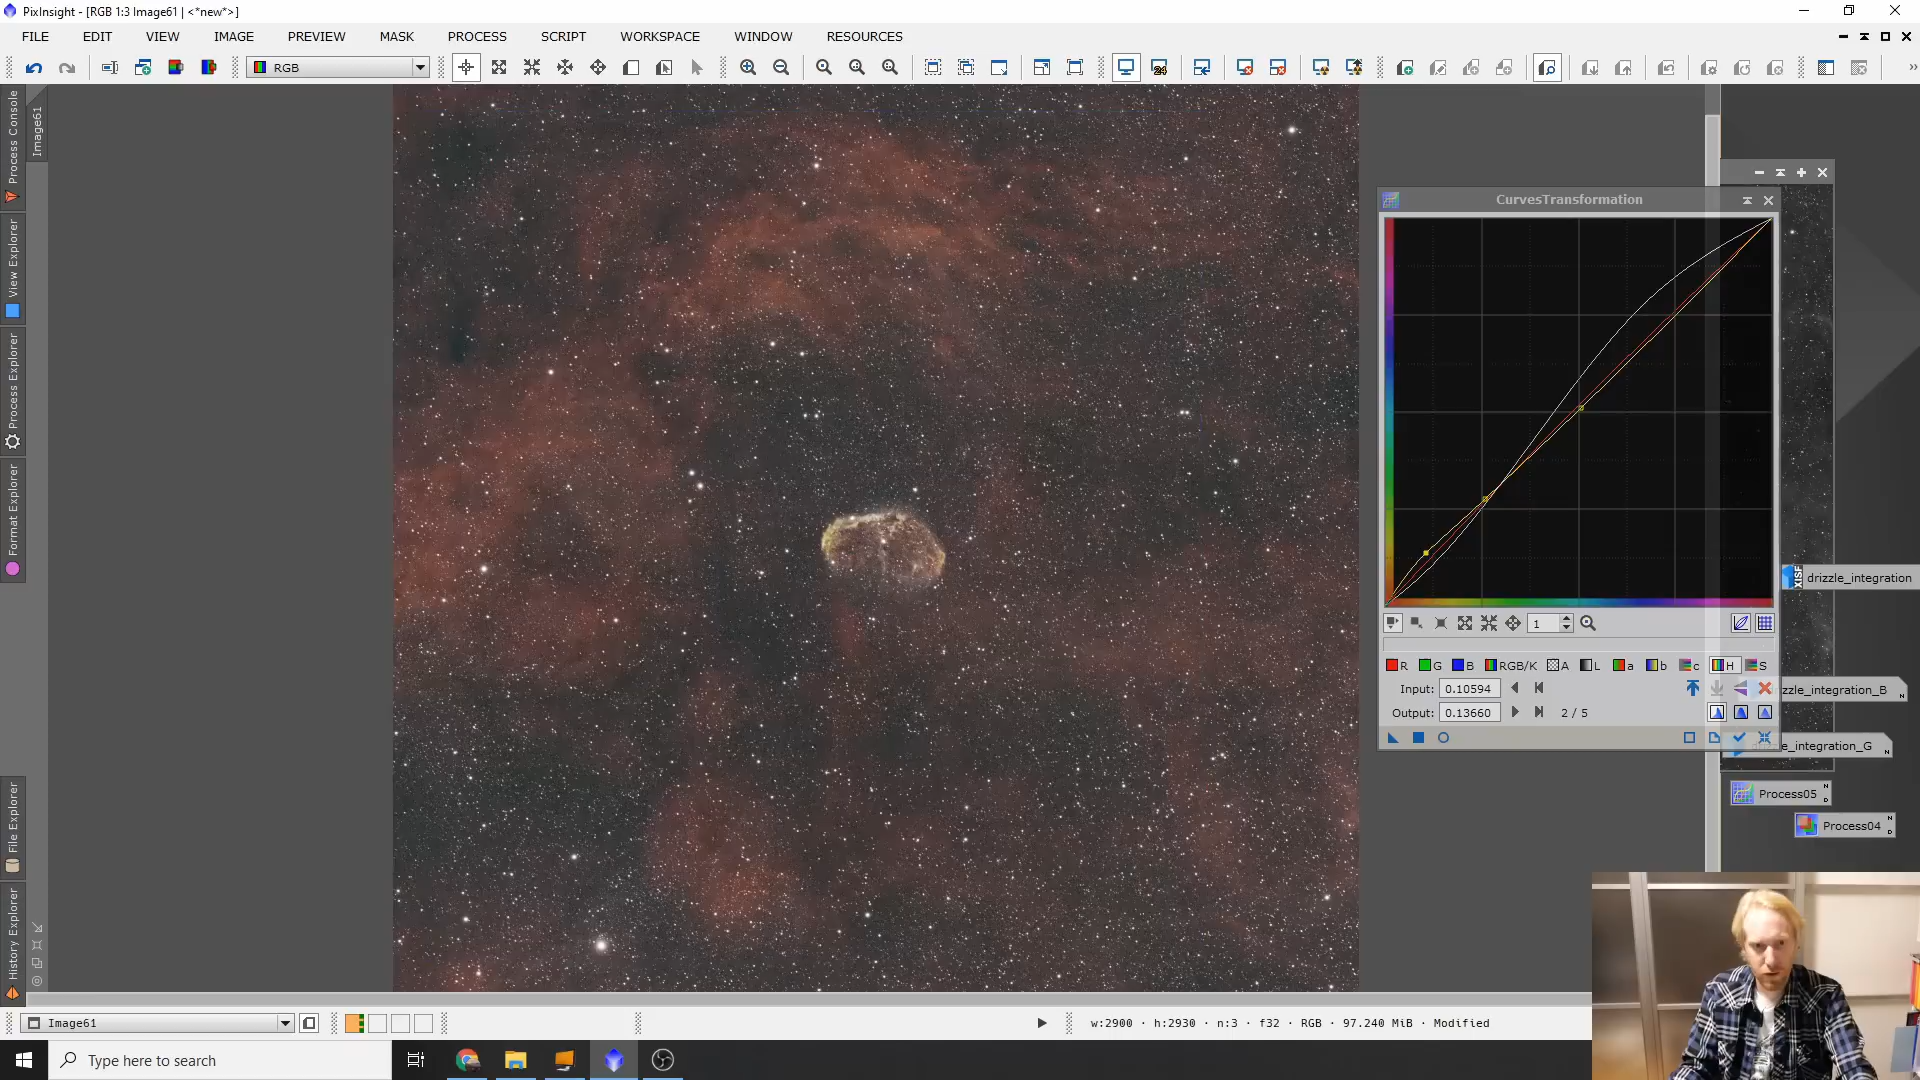 PixInsight - [RGB 1:3 Image61 | <*new*>]
FILE EDIT VIEW IMAGE PREVIEW MASK PROCESS SCRIPT WORKSPACE WINDOW RESOURCES
RGB
24
Process Console
View Explorer
Process Explorer
Format Explorer
File Explorer
History Explorer
Image61
CurvesTransformation
1
R G B RGB/K A L a b c H S
Input: 0.10594
Output: 0.13660 2 / 5
XISF
drizzle_integration
zzle_integration_B
N
_integration_G
N
Process05
N
D
Process04
N
D
Image61
w:2900 · h:2930 · n:3 · f32 · RGB · 97.240 MiB · Modified
Type here to search